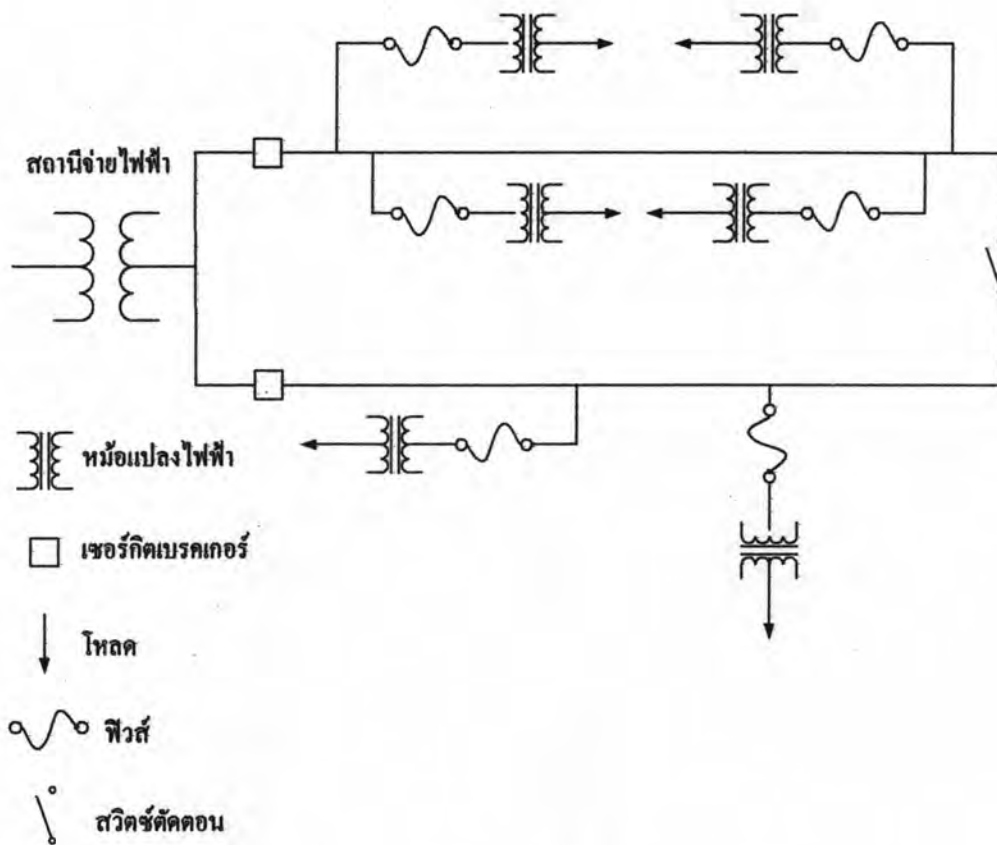 สถานีจ่ายไฟฟ้า
หม้อแปลงไฟฟ้า
เซอร์กิตเบรคเกอร์
โหลด
ฟิวส์
สวิตซ์ตัดตอน